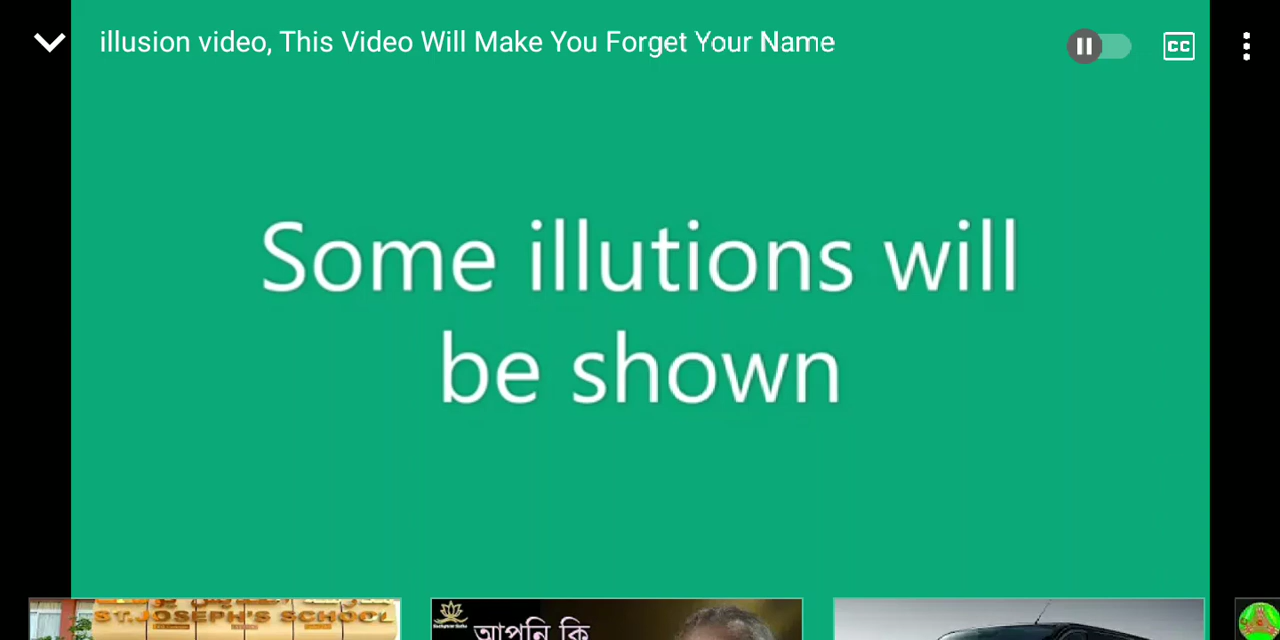 illusion video, This Video Will Make You Forget Your Name
CC
Some illutions will
be shown
ST.JOSEPH'S SCHOOL
আপনি কি